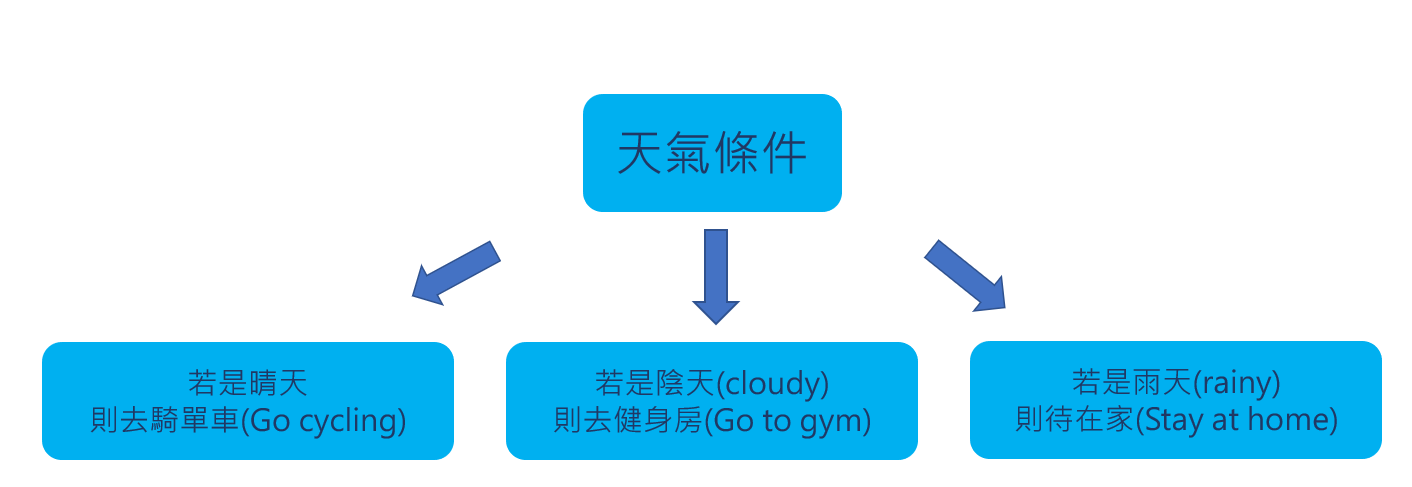 天氣條件
若是晴天
則去騎單車(Go cycling)
若是陰天(cloudy)
則去健身房(Go to gym)
若是雨天(rainy)
則待在家(Stay at home)